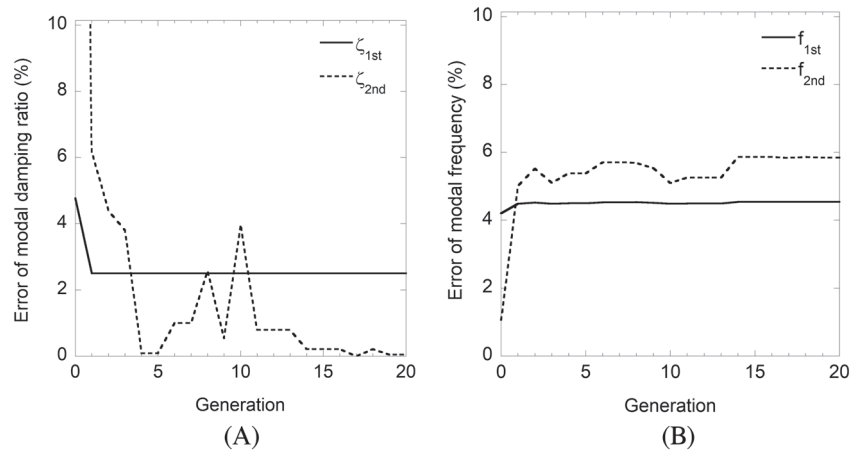 10
8
6
4
2
0
Error of modal damping ratio (%)
ζ1st
ζ2nd
0 5 10 15 20
Generation
(A)
10
8
6
4
2
0
Error of modal frequency (%)
f1st
f2nd
0 5 10 15 20
Generation
(B)